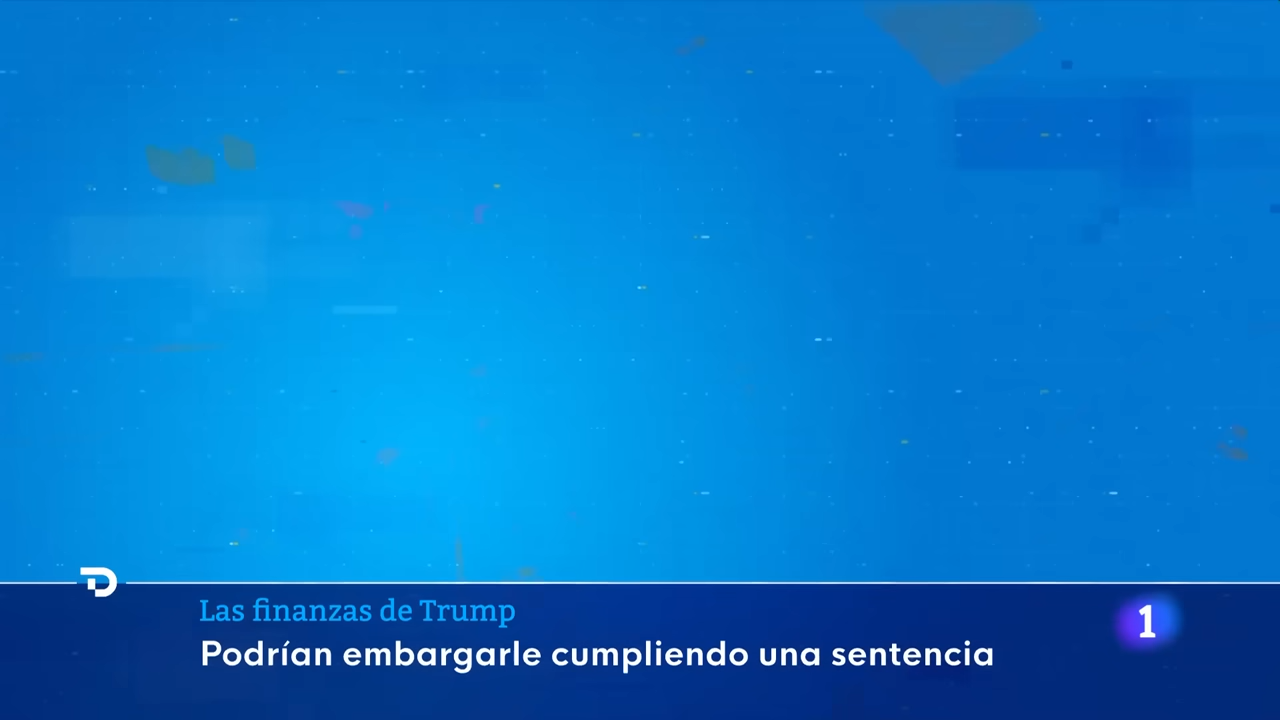 Las finanzas de Trump
Podrían embargarle cumpliendo una sentencia
1